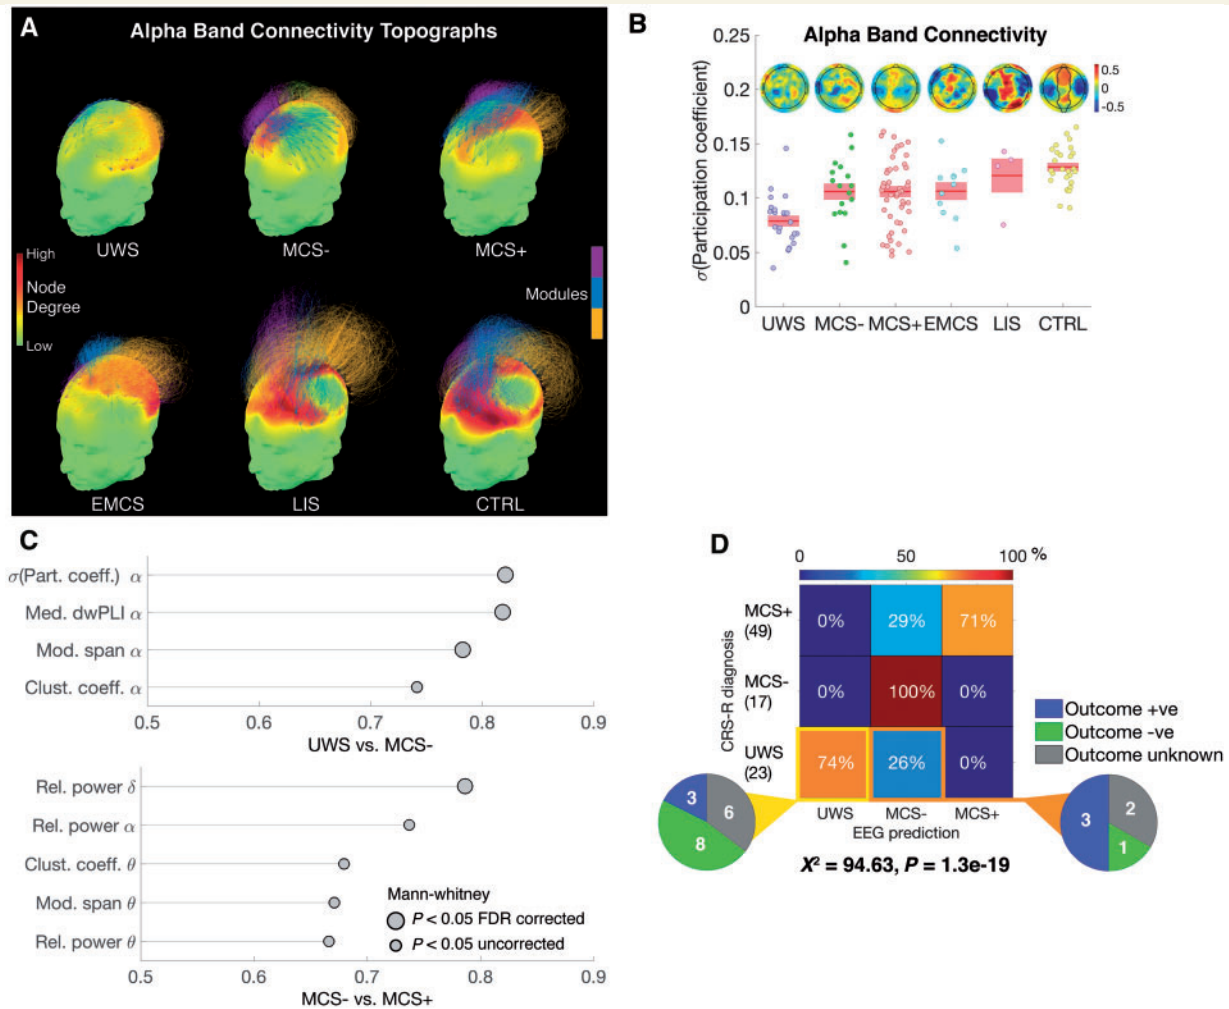 A
Alpha Band Connectivity Topographs
UWS
MCS-
MCS+
High
Node
Degree
Low
Modules
EMCS
LIS
CTRL
B
Alpha Band Connectivity
σ(Participation coefficient)
0.25
0.2
0.15
0.1
0.05
0
0.5
0
-0.5
UWS MCS- MCS+ EMCS LIS CTRL
C
σ(Part. coeff.) α
Med. dwPLI α
Mod. span α
Clust. coeff. α
0.5 0.6 0.7 0.8 0.9
UWS vs. MCS-
Rel. power δ
Rel. power α
Clust. coeff. θ
Mod. span θ
Rel. power θ
Mann-whitney
P < 0.05 FDR corrected
P < 0.05 uncorrected
0.5 0.6 0.7 0.8 0.9
MCS- vs. MCS+
D
0 50 100 %
CRS-R diagnosis
MCS+
(49)
0% 29% 71%
MCS-
(17)
0% 100% 0%
UWS
(23)
74% 26% 0%
UWS MCS- MCS+
EEG prediction
X² = 94.63, P = 1.3e-19
Outcome +ve
Outcome -ve
Outcome unknown
3 6
8
3 2
1